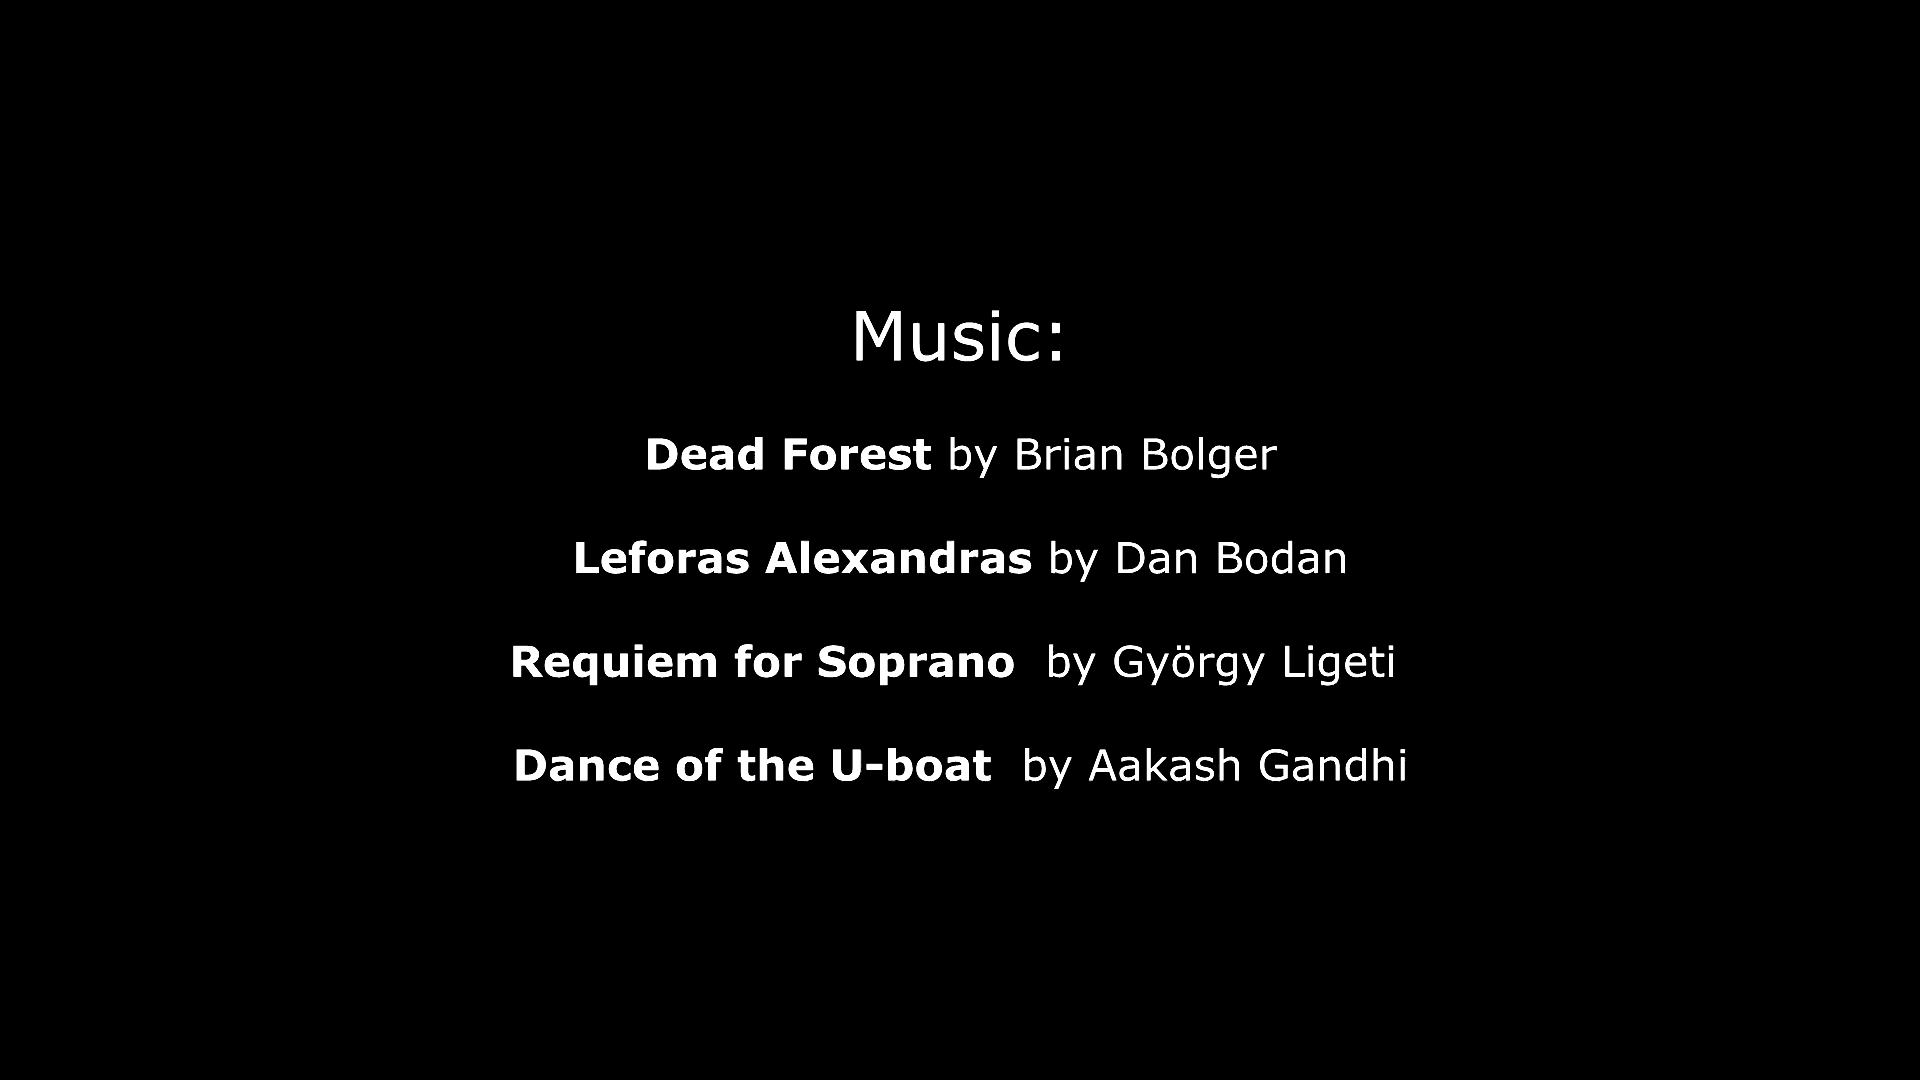 Music:
Dead Forest by Brian Bolger
Leforas Alexandras by Dan Bodan
Requiem for Soprano  by György Ligeti
Dance of the U-boat  by Aakash Gandhi